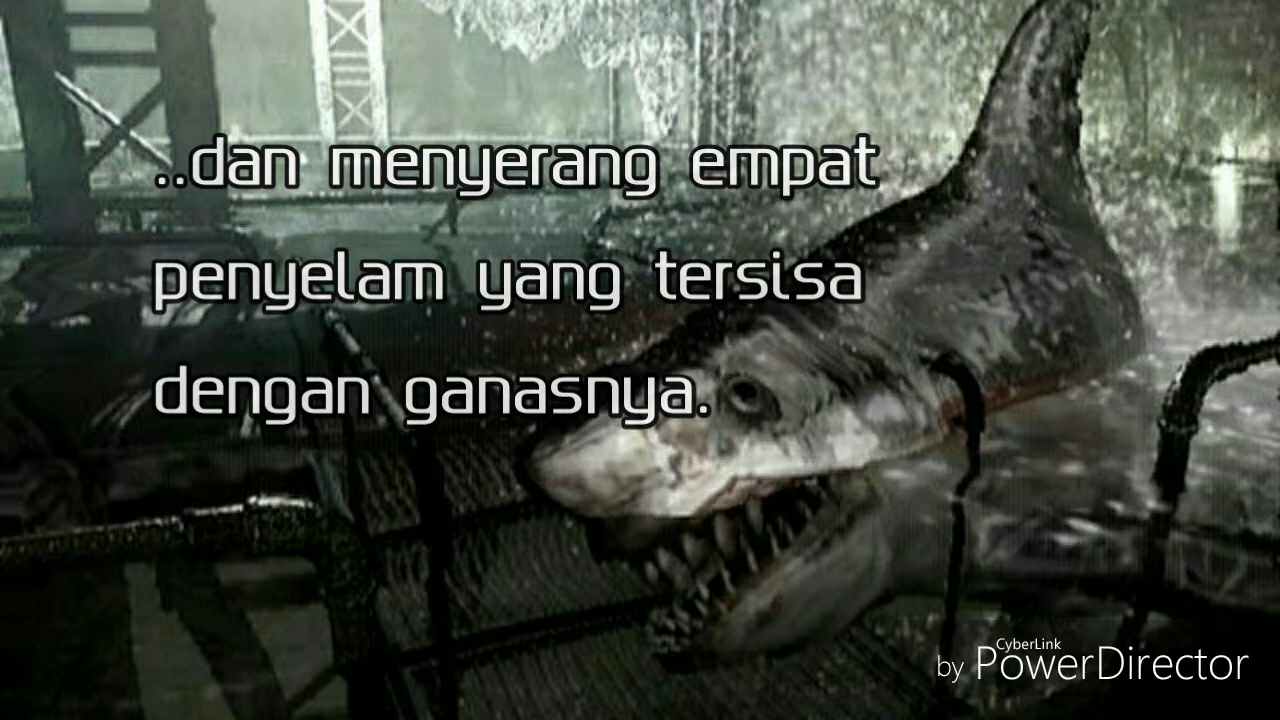 ..dan menyerang empat
penyelam yang tersisa
dengan ganasnya.
CyberLink
by PowerDirector